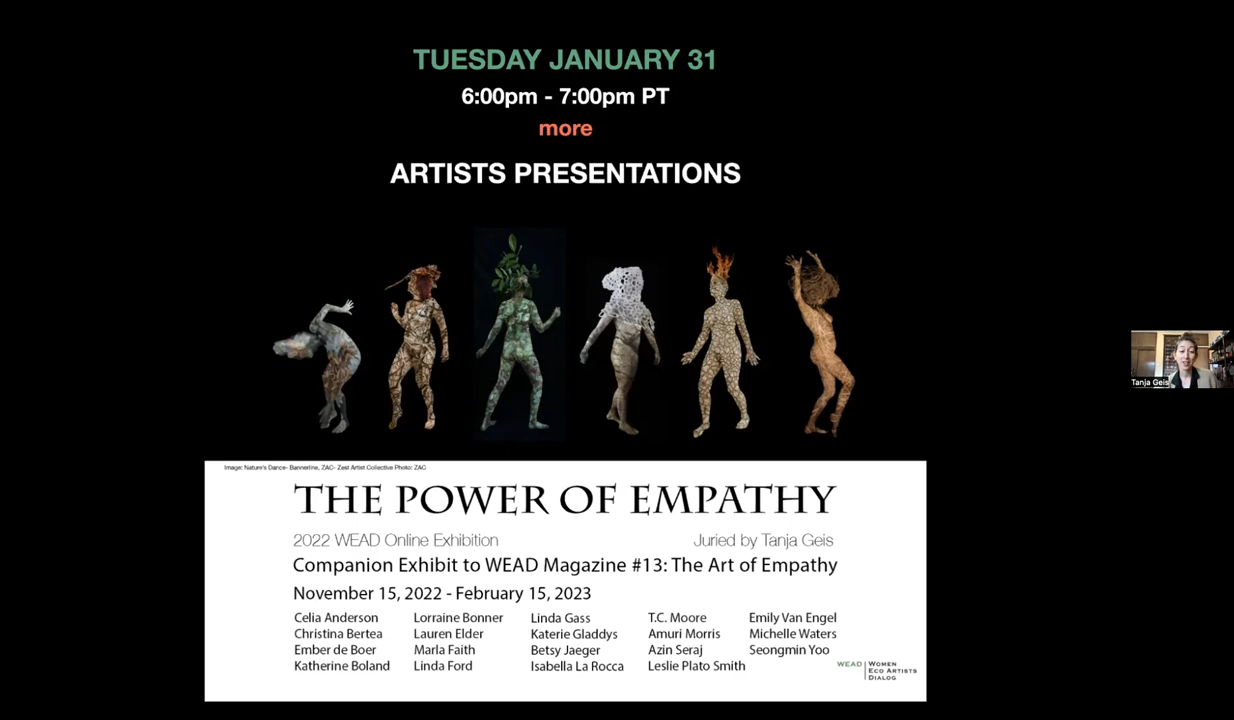 TUESDAY JANUARY 31
6:00pm - 7:00pm PT
more
ARTISTS PRESENTATIONS
Tanja Geis
Image: Nature's Dance- Bannerline, ZAC- Zest Artist Collective Photo: ZAC
THE POWER OF EMPATHY
2022 WEAD Online Exhibition
Juried by Tanja Geis
Companion Exhibit to WEAD Magazine #13: The Art of Empathy
November 15, 2022 - February 15, 2023
Celia Anderson
Christina Bertea
Ember de Boer
Katherine Boland
Lorraine Bonner
Lauren Elder
Marla Faith
Linda Ford
Linda Gass
Katerie Gladdys
Betsy Jaeger
Isabella La Rocca
T.C. Moore
Amuri Morris
Azin Seraj
Leslie Plato Smith
Emily Van Engel
Michelle Waters
Seongmin Yoo
WEAD
WOMEN
ECO ARTISTS
DIALOG